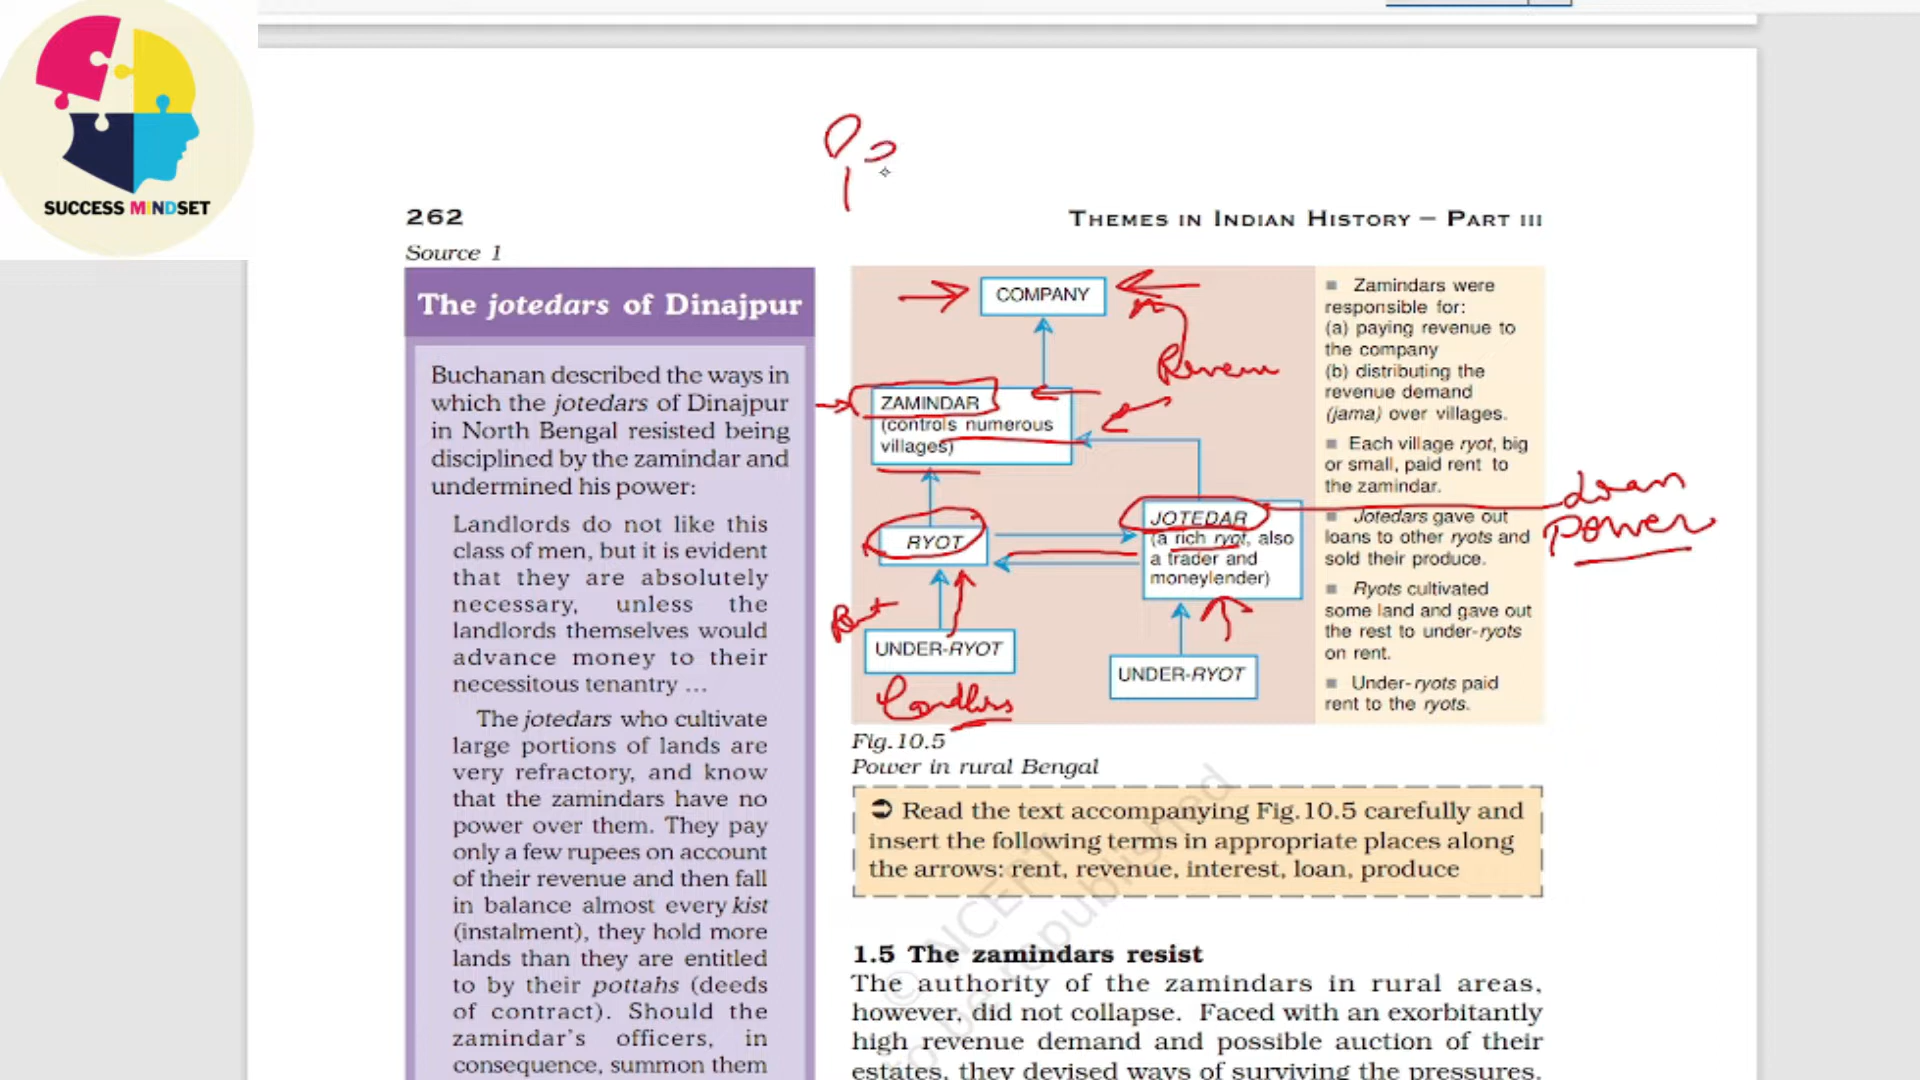 SUCCESS MINDSET
262
THEMES IN INDIAN HISTORY – PART III
Source 1
The jotedars of Dinajpur
Buchanan described the ways in
which the jotedars of Dinajpur
in North Bengal resisted being
disciplined by the zamindar and
undermined his power:
Landlords do not like this
class of men, but it is evident
that they are absolutely
necessary, unless the
landlords themselves would
advance money to their
necessitous tenantry ...
The jotedars who cultivate
large portions of lands are
very refractory, and know
that the zamindars have no
power over them. They pay
only a few rupees on account
of their revenue and then fall
in balance almost every kist
(instalment), they hold more
lands than they are entitled
to by their pottahs (deeds
of contract). Should the
zamindar's officers, in
consequence, summon them
COMPANY
Revenue
ZAMINDAR
(controls numerous
villages)
JOTEDAR
(a rich ryot, also
a trader and
moneylender)
RYOT
Rent
UNDER-RYOT
UNDER-RYOT
Landless
■ Zamindars were
responsible for:
(a) paying revenue to
the company
(b) distributing the
revenue demand
(jama) over villages.
■ Each village ryot, big
or small, paid rent to
the zamindar.
■ Jotedars gave out
loans to other ryots and
sold their produce.
■ Ryots cultivated
some land and gave out
the rest to under-ryots
on rent.
■ Under-ryots paid
rent to the ryots.
power
Fig.10.5
Power in rural Bengal
➲ Read the text accompanying Fig.10.5 carefully and
insert the following terms in appropriate places along
the arrows: rent, revenue, interest, loan, produce
1.5 The zamindars resist
The authority of the zamindars in rural areas,
however, did not collapse. Faced with an exorbitantly
high revenue demand and possible auction of their
estates, they devised ways of surviving the pressures.
© NCERT
to be republished